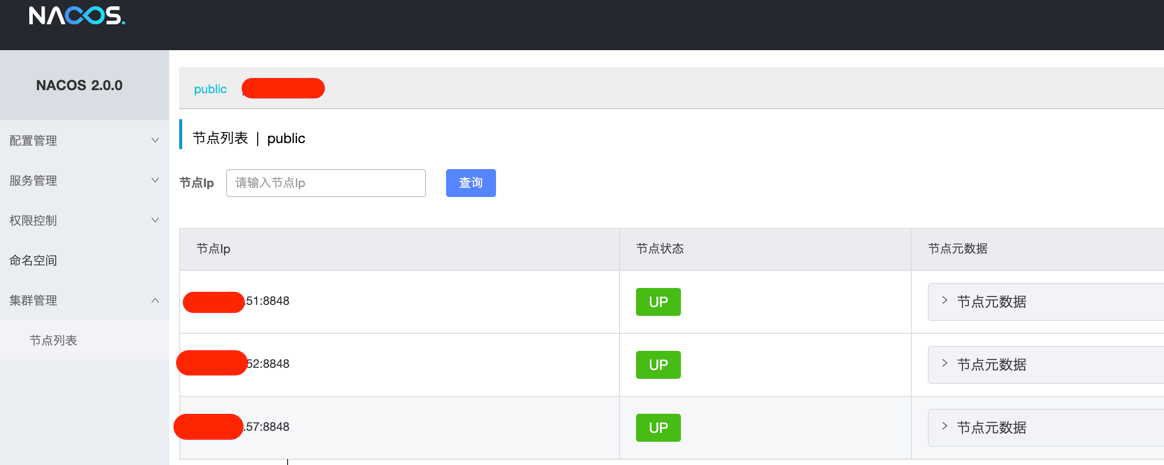 NACOS.
NACOS 2.0.0
配置管理
服务管理
权限控制
命名空间
集群管理
节点列表
public
节点列表 | public
节点Ip 请输入节点Ip 查询
节点Ip 节点状态 节点元数据
.51:8848 UP 节点元数据
52:8848 UP 节点元数据
.57:8848 UP 节点元数据